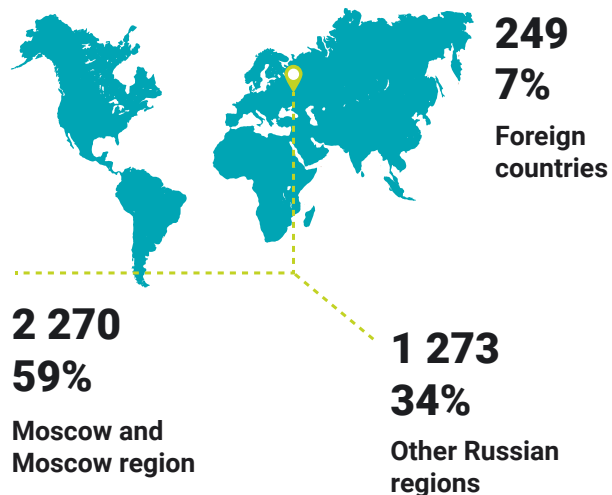 249
7%
Foreign
countries
2 270
59%
Moscow and
Moscow region
1 273
34%
Other Russian
regions